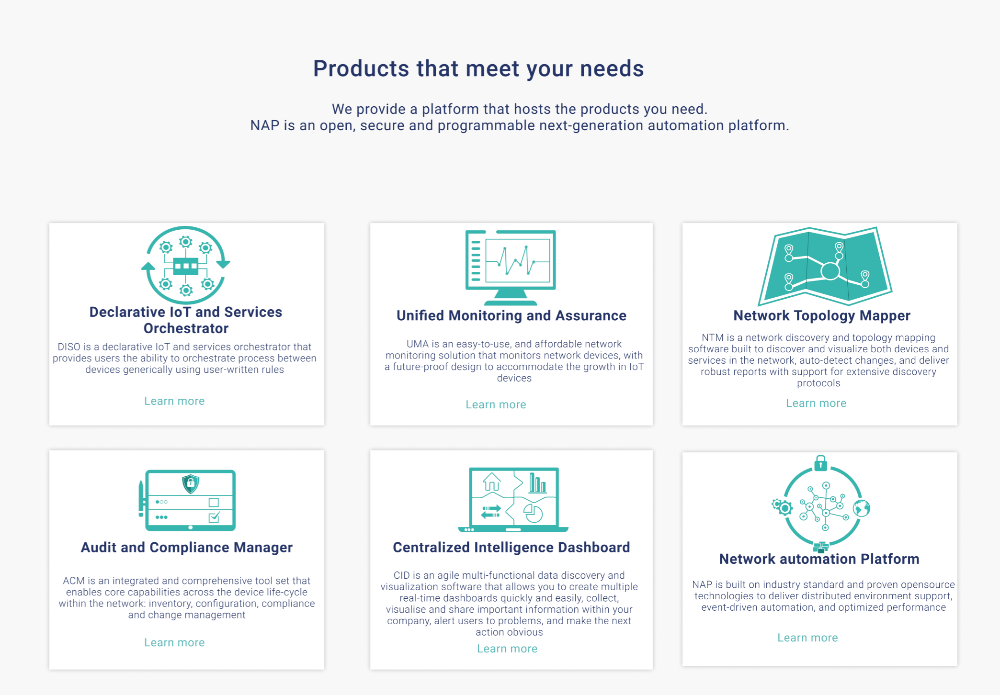 Products that meet your needs
We provide a platform that hosts the products you need.
NAP is an open, secure and programmable next-generation automation platform.
Declarative IoT and Services
Orchestrator
DISO is a declarative IoT and services orchestrator that
provides users the ability to orchestrate process between
devices generically using user-written rules
Learn more
Unified Monitoring and Assurance
UMA is an easy-to-use, and affordable network
monitoring solution that monitors network devices, with
a future-proof design to accommodate the growth in IoT
devices
Learn more
Network Topology Mapper
NTM is a network discovery and topology mapping
software built to discover and visualize both devices and
services in the network, auto-detect changes, and deliver
robust reports with support for extensive discovery
protocols
Learn more
Audit and Compliance Manager
ACM is an integrated and comprehensive tool set that
enables core capabilities across the device life-cycle
within the network: inventory, configuration, compliance
and change management
Learn more
Centralized Intelligence Dashboard
CID is an agile multi-functional data discovery and
visualization software that allows you to create multiple
real-time dashboards quickly and easily, collect,
visualise and share important information within your
company, alert users to problems, and make the next
action obvious
Learn more
Network automation Platform
NAP is built on industry standard and proven opensource
technologies to deliver distributed environment support,
event-driven automation, and optimized performance
Learn more